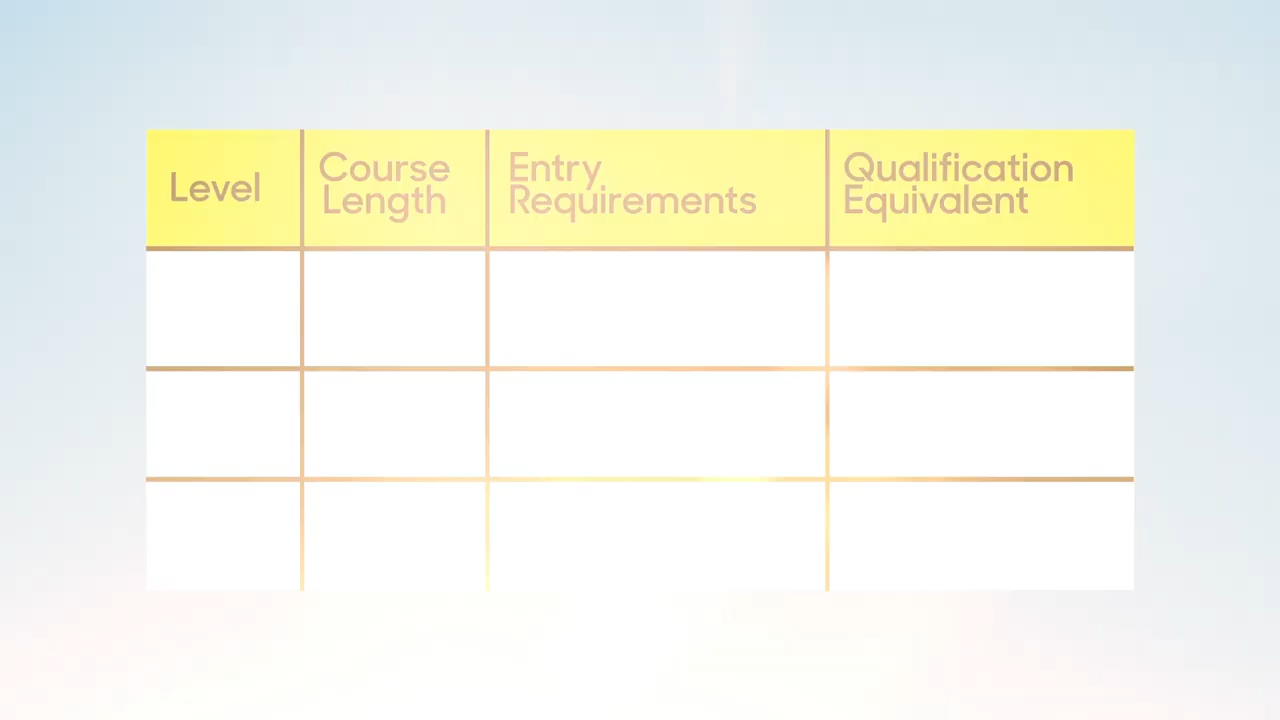 Level
Course
Length
Entry
Requirements
Qualification
Equivalent